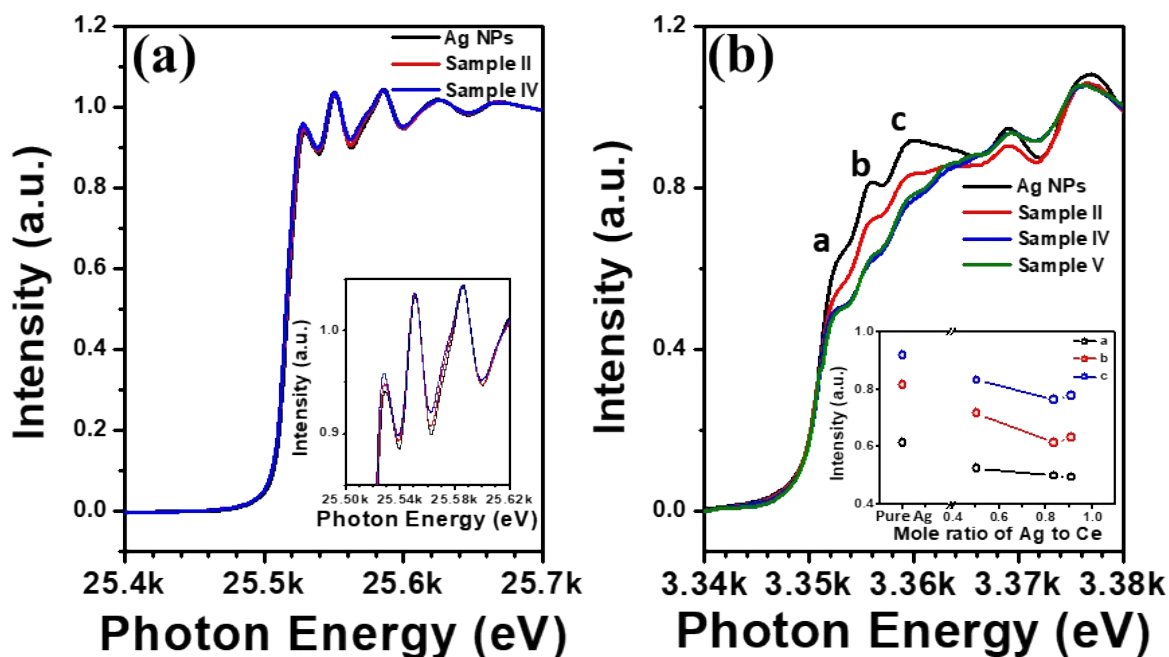 (a)
Ag NPs
Sample II
Sample IV
Intensity (a.u.)
1.2
1.0
0.8
0.6
0.4
0.2
0.0
25.4k 25.5k 25.6k 25.7k
Photon Energy (eV)
Intensity (a.u.)
1.0
0.9
25.50k 25.54k 25.58k 25.62k
Photon Energy (eV)
(b)
a
b
c
Ag NPs
Sample II
Sample IV
Sample V
Intensity (a.u.)
1.2
0.8
0.4
0.0
3.34k 3.35k 3.36k 3.37k 3.38k
Photon Energy (eV)
Intensity (a.u.)
1.0
0.8
0.6
0.4
a
b
c
Pure Ag 0.4 0.6 0.8 1.0
Mole ratio of Ag to Ce